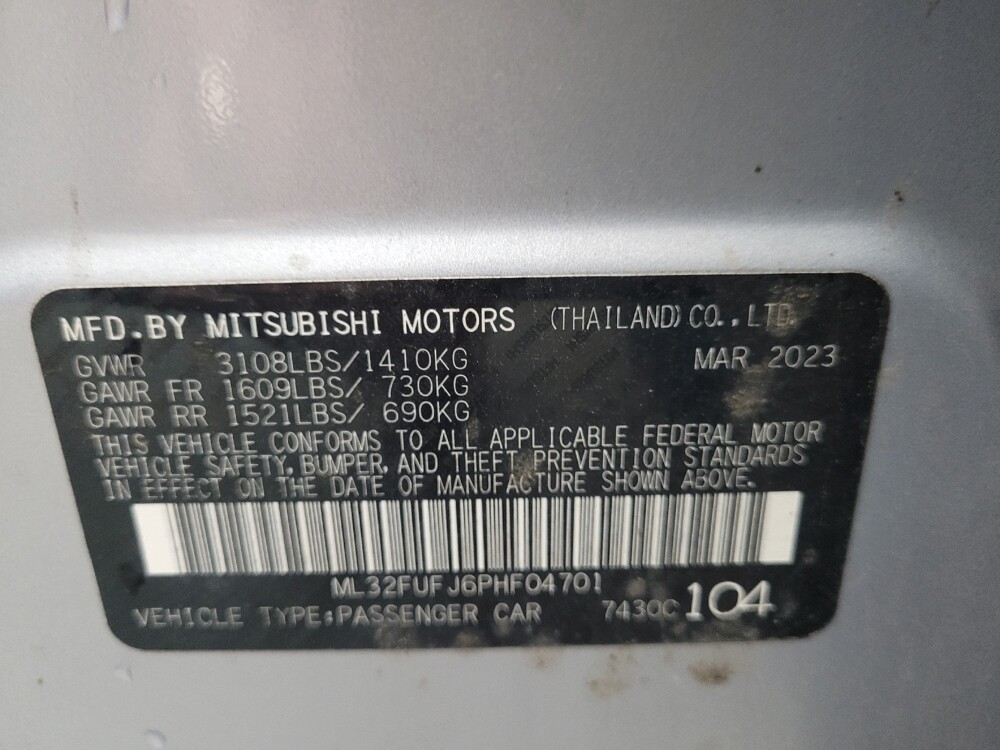 MFD.BY MITSUBISHI MOTORS (THAILAND) CO.,LTD.
GVWR 3108LBS/1410KG MAR 2023
GAWR FR 1609LBS/ 730KG
GAWR RR 1521LBS/ 690KG
THIS VEHICLE CONFORMS TO ALL APPLICABLE FEDERAL MOTOR
VEHICLE SAFETY, BUMPER, AND THEFT PREVENTION STANDARDS
IN EFFECT ON THE DATE OF MANUFACTURE SHOWN ABOVE.
ML32FUFJ6PHF04701
VEHICLE TYPE:PASSENGER CAR 7430C 104